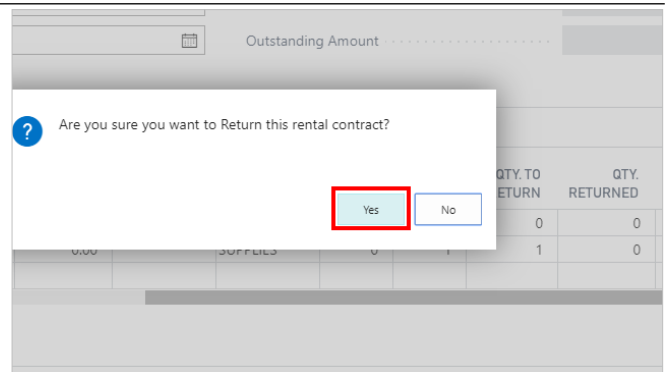 Outstanding Amount
Are you sure you want to Return this rental contract?
?
QTY. TO QTY.
ETURN RETURNED
Yes No
0 0
0.00 SUPPLIES 0 1 1 0